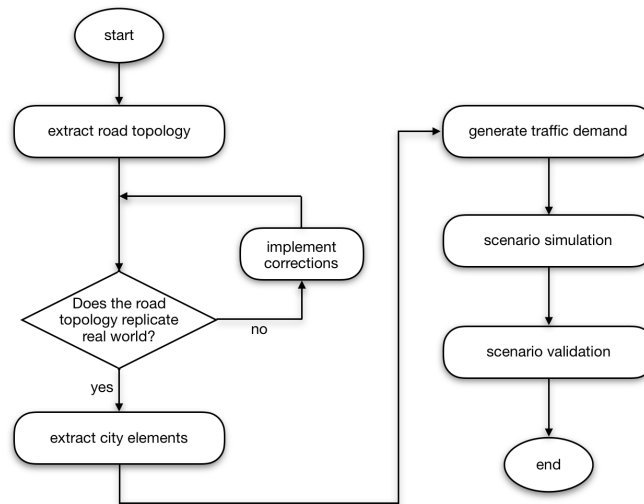 start
extract road topology
implement
corrections
Does the road
topology replicate
real world?
no
yes
extract city elements
generate traffic demand
scenario simulation
scenario validation
end